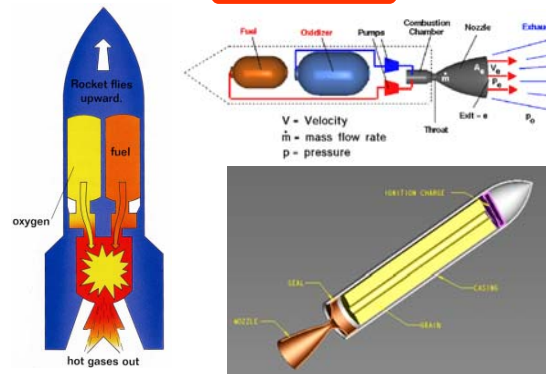 Rocket flies
upward.
fuel
oxygen
hot gases out
Fuel
Oxidizer
Pumps
Combustion
Chamber
Nozzle
Exhau
V = Velocity
ṁ = mass flow rate
p = pressure
ṁ
Throat
A e
V e
P e
Exit - e
p o
IGNITION CHARGE
SEAL
CASING
NOZZLE
GRAIN